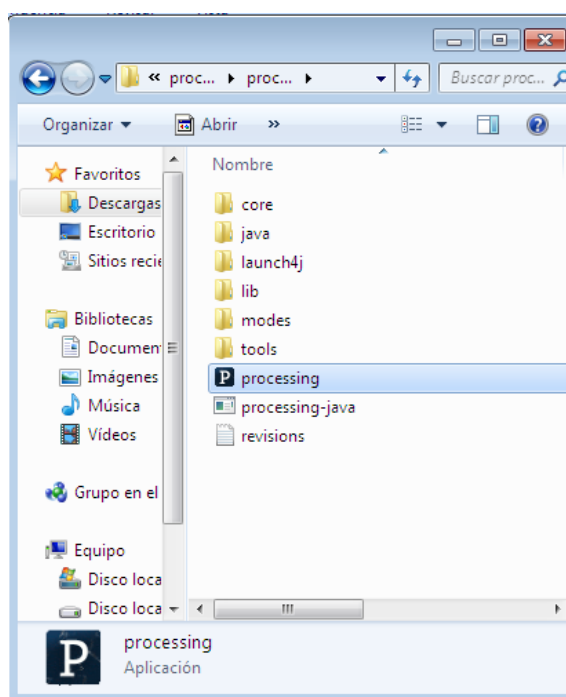 « proc... proc...
Buscar proc...
Organizar
Abrir
»
Favoritos
Descargas
Escritorio
Sitios recie
Bibliotecas
Documen
Imágenes
Música
Vídeos
Grupo en el
Equipo
Disco loca
Disco loca
Nombre
core
java
launch4j
lib
modes
tools
processing
processing-java
revisions
P
processing
Aplicación